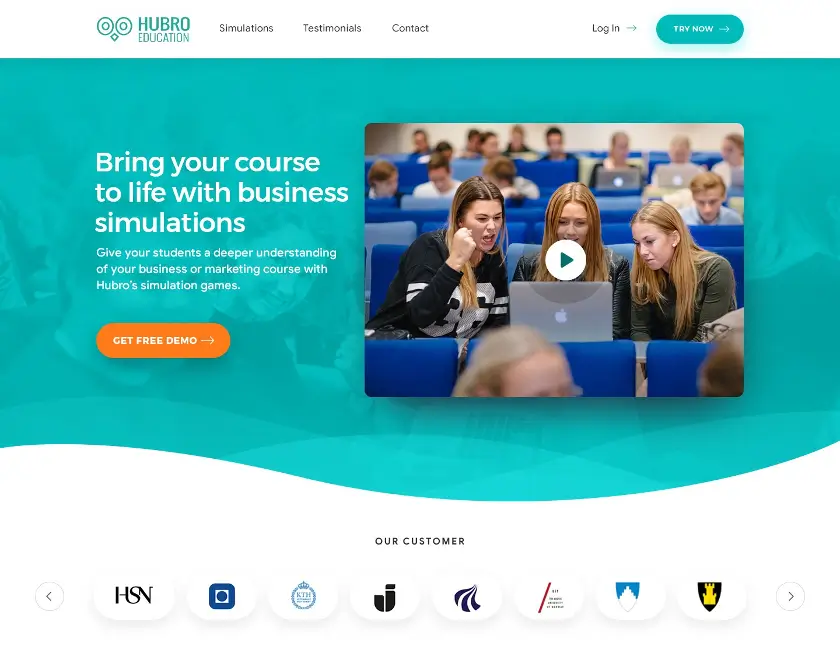 HUBRO
EDUCATION
Simulations
Testimonials
Contact
Log In
TRY NOW
Bring your course
to life with business
simulations
Give your students a deeper understanding
of your business or marketing course with
Hubro's simulation games.
GET FREE DEMO
36
OUR CUSTOMER
HSN
KTH